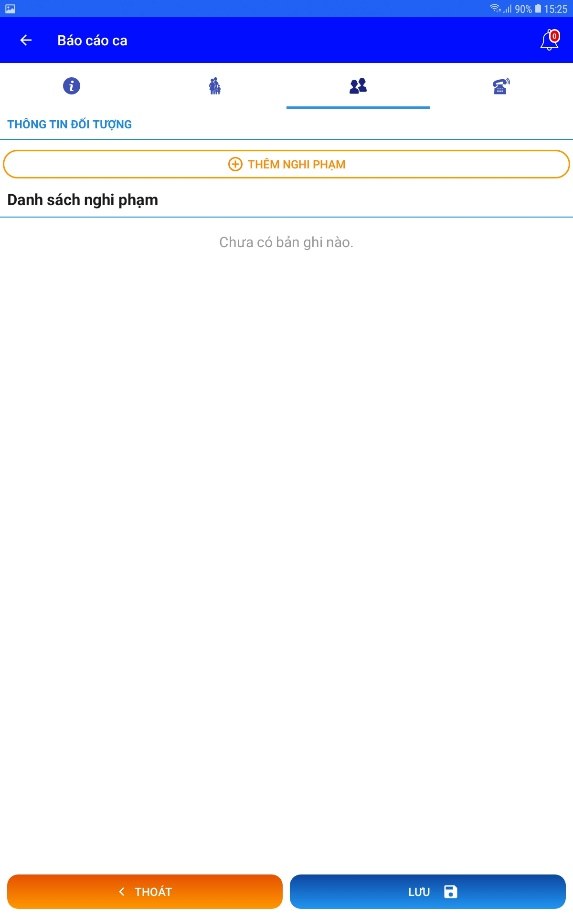 90% 15:25
Báo cáo ca
0
THÔNG TIN ĐỐI TƯỢNG
THÊM NGHI PHẠM
Danh sách nghi phạm
Chưa có bản ghi nào.
THOÁT
LƯU